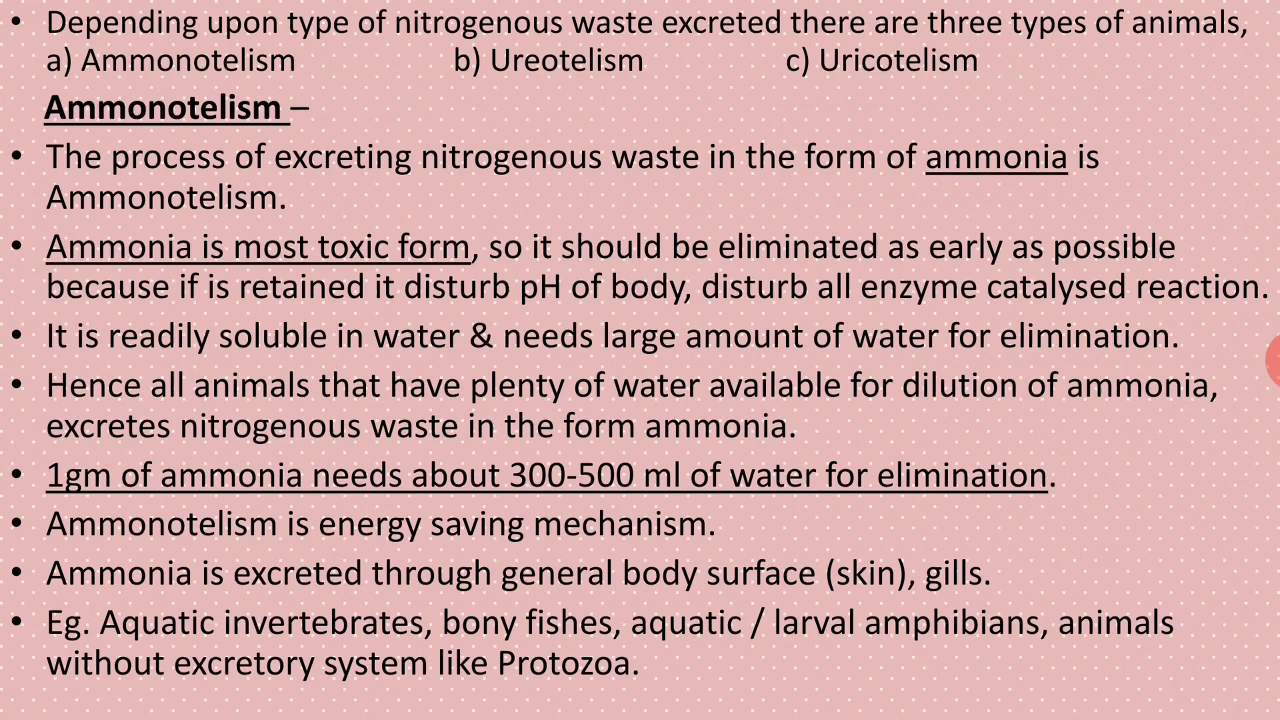 • Depending upon type of nitrogenous waste excreted there are three types of animals,
a) Ammonotelism b) Ureotelism c) Uricotelism
Ammonotelism –
• The process of excreting nitrogenous waste in the form of ammonia is
Ammonotelism.
• Ammonia is most toxic form, so it should be eliminated as early as possible
because if is retained it disturb pH of body, disturb all enzyme catalysed reaction.
• It is readily soluble in water & needs large amount of water for elimination.
• Hence all animals that have plenty of water available for dilution of ammonia,
excretes nitrogenous waste in the form ammonia.
• 1gm of ammonia needs about 300-500 ml of water for elimination.
• Ammonotelism is energy saving mechanism.
• Ammonia is excreted through general body surface (skin), gills.
• Eg. Aquatic invertebrates, bony fishes, aquatic / larval amphibians, animals
without excretory system like Protozoa.